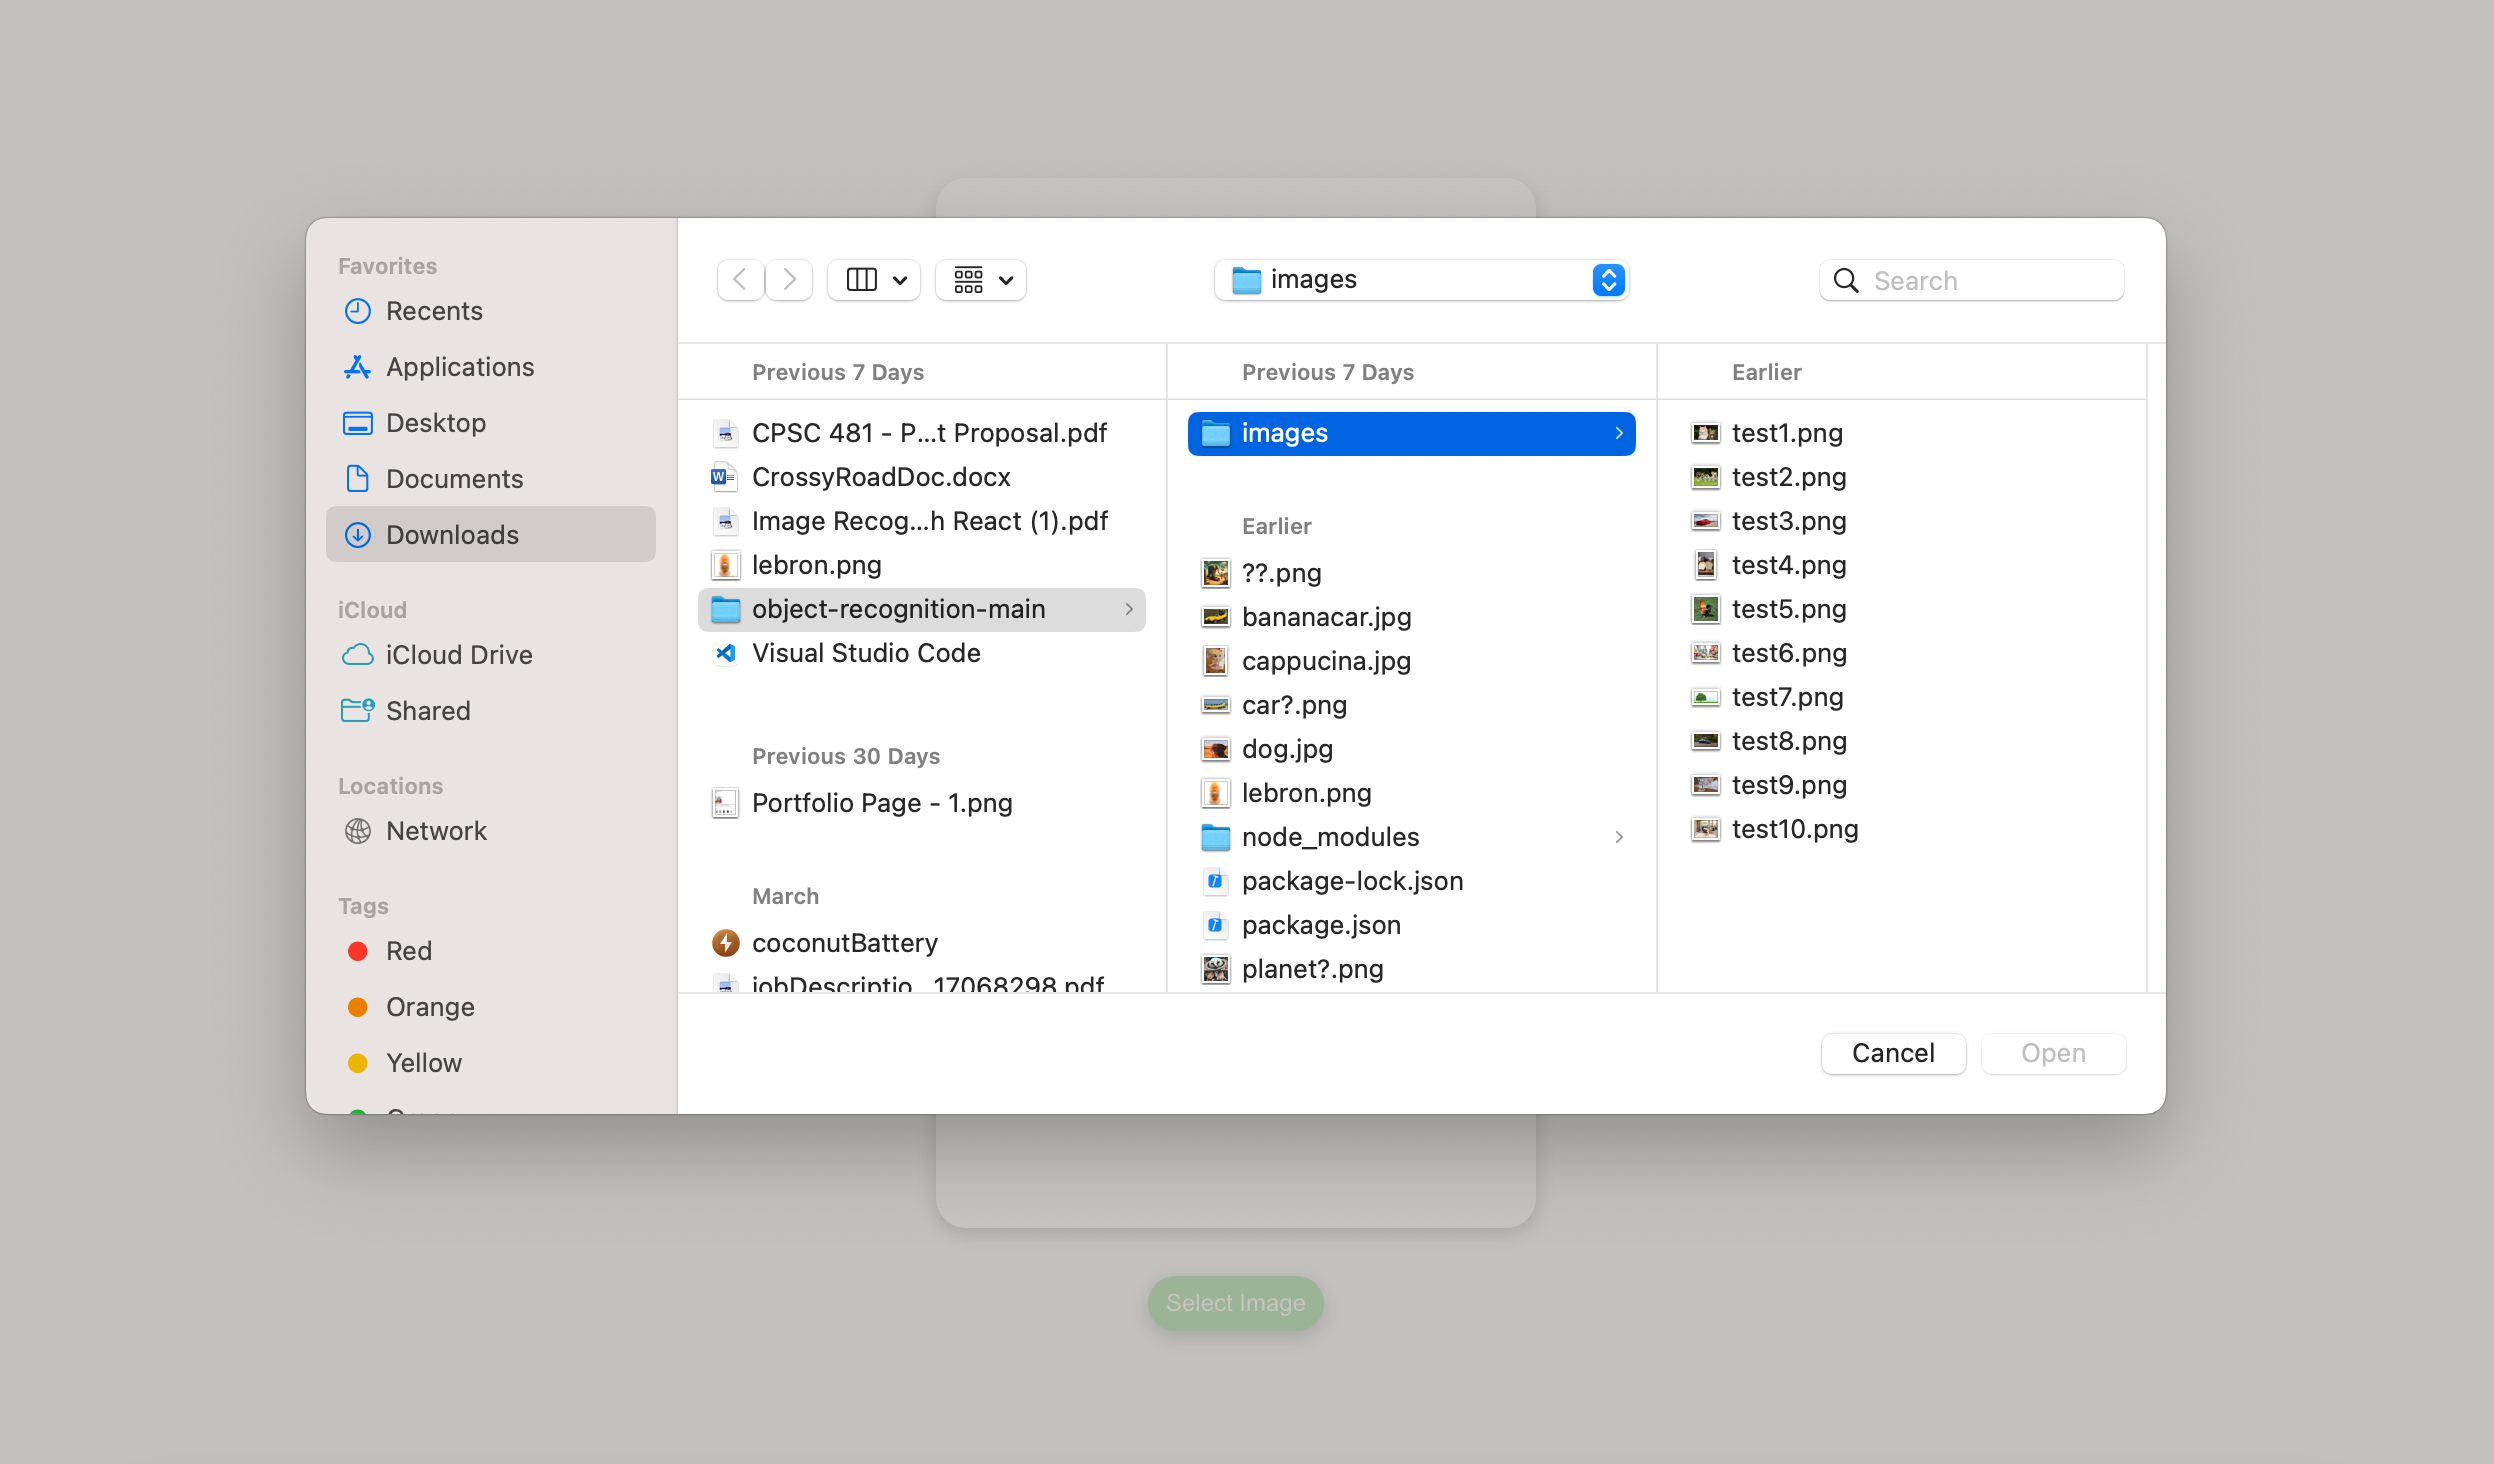 Favorites
Recents
Applications
Desktop
Documents
Downloads
iCloud
iCloud Drive
Shared
Locations
Network
Tags
Red
Orange
Yellow
images
Search
Previous 7 Days
CPSC 481 - P...t Proposal.pdf
CrossyRoadDoc.docx
Image Recog...h React (1).pdf
lebron.png
object-recognition-main
Visual Studio Code
Previous 30 Days
Portfolio Page - 1.png
March
coconutBattery
jobDescriptio...17068298.pdf
Previous 7 Days
images
Earlier
??.png
bananacar.jpg
cappucina.jpg
car?.png
dog.jpg
lebron.png
node_modules
package-lock.json
package.json
planet?.png
Earlier
test1.png
test2.png
test3.png
test4.png
test5.png
test6.png
test7.png
test8.png
test9.png
test10.png
Cancel
Open
Select Image